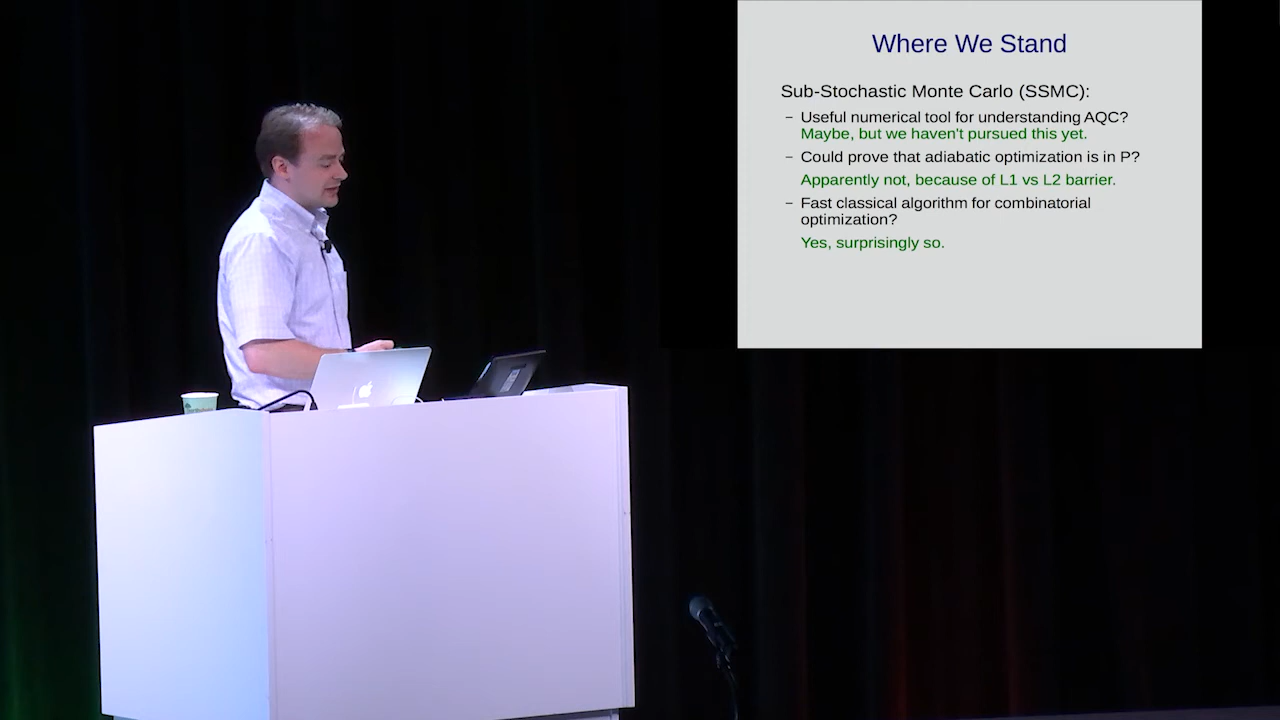 Where We Stand
Sub-Stochastic Monte Carlo (SSMC):
– Useful numerical tool for understanding AQC?
Maybe, but we haven't pursued this yet.
– Could prove that adiabatic optimization is in P?
Apparently not, because of L1 vs L2 barrier.
– Fast classical algorithm for combinatorial
optimization?
Yes, surprisingly so.